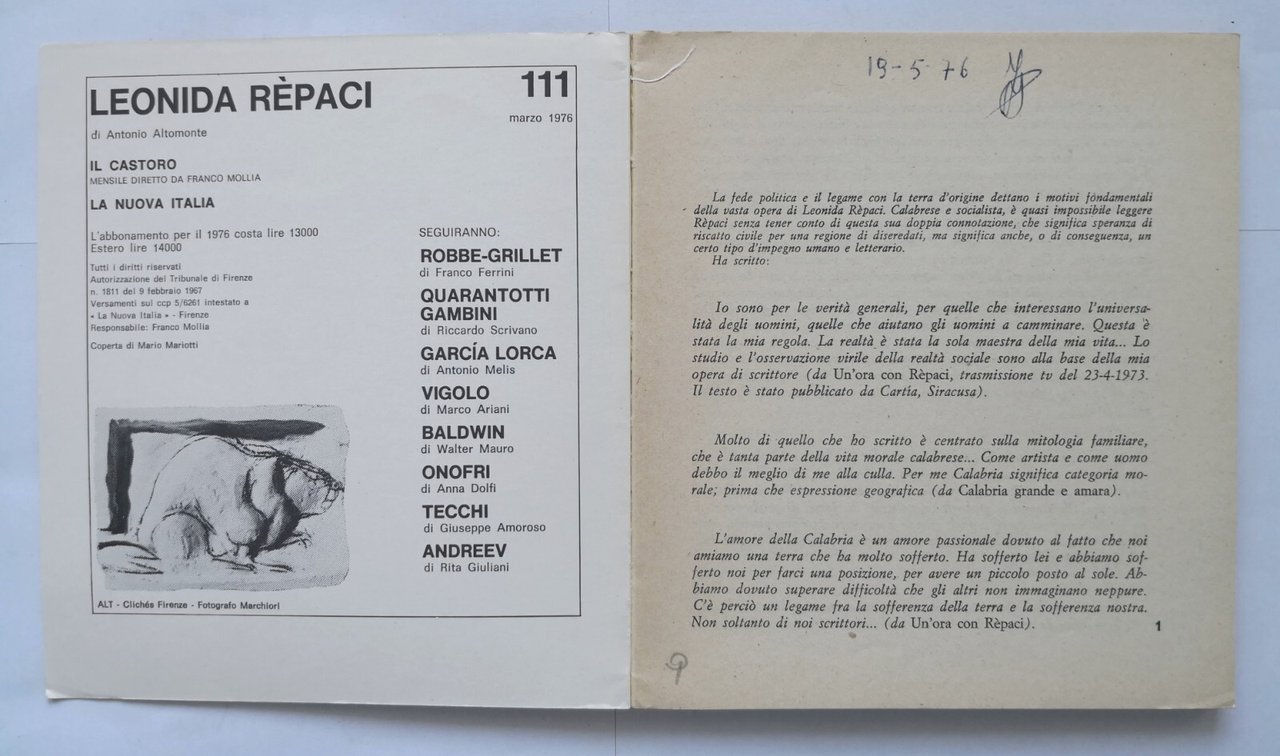 LEONIDA RÈPACI
111
di Antonio Altomonte
marzo 1976
IL CASTORO
MENSILE DIRETTO DA FRANCO MOLLIA
LA NUOVA ITALIA
L'abbonamento per il 1976 costa lire 13000
Estero lire 14000
Tutti i diritti riservati
Autorizzazione del Tribunale di Firenze
n. 1811 del 9 febbraio 1967
Versamenti sul ccp 5/6261 intestato a
« La Nuova Italia » - Firenze
Responsabile: Franco Mollia
Coperta di Mario Mariotti
SEGUIRANNO:
ROBBE-GRILLET
di Franco Ferrini
QUARANTOTTI
GAMBINI
di Riccardo Scrivano
GARCÍA LORCA
di Antonio Melis
VIGOLO
di Marco Ariani
BALDWIN
di Walter Mauro
ONOFRI
di Anna Dolfi
TECCHI
di Giuseppe Amoroso
ANDREEV
di Rita Giuliani
ALT - Clichés Firenze - Fotografo Marchiori
19-5-76
La fede politica e il legame con la terra d'origine dettano i motivi fondamentali
della vasta opera di Leonida Rèpaci. Calabrese e socialista, è quasi impossibile leggere
Rèpaci senza tener conto di questa sua doppia connotazione, che significa speranza di
riscatto civile per una regione di diseredati, ma significa anche, o di conseguenza, un
certo tipo d'impegno umano e letterario.
Ha scritto:
Io sono per le verità generali, per quelle che interessano l'universa-
lità degli uomini, quelle che aiutano gli uomini a camminare. Questa è
stata la mia regola. La realtà è stata la sola maestra della mia vita... Lo
studio e l'osservazione virile della realtà sociale sono alla base della mia
opera di scrittore (da Un'ora con Rèpaci, trasmissione tv del 23-4-1973.
Il testo è stato pubblicato da Cartía, Siracusa).
Molto di quello che ho scritto è centrato sulla mitologia familiare,
che è tanta parte della vita morale calabrese... Come artista e come uomo
debbo il meglio di me alla culla. Per me Calabria significa categoria mo-
rale, prima che espressione geografica (da Calabria grande e amara).
L'amore della Calabria è un amore passionale dovuto al fatto che noi
amiamo una terra che ha molto sofferto. Ha sofferto lei e abbiamo sof-
ferto noi per farci una posizione, per avere un piccolo posto al sole. Ab-
biamo dovuto superare difficoltà che gli altri non immaginano neppure.
C'è perciò un legame fra la sofferenza della terra e la sofferenza nostra.
Non soltanto di noi scrittori... (da Un'ora con Rèpaci).
1